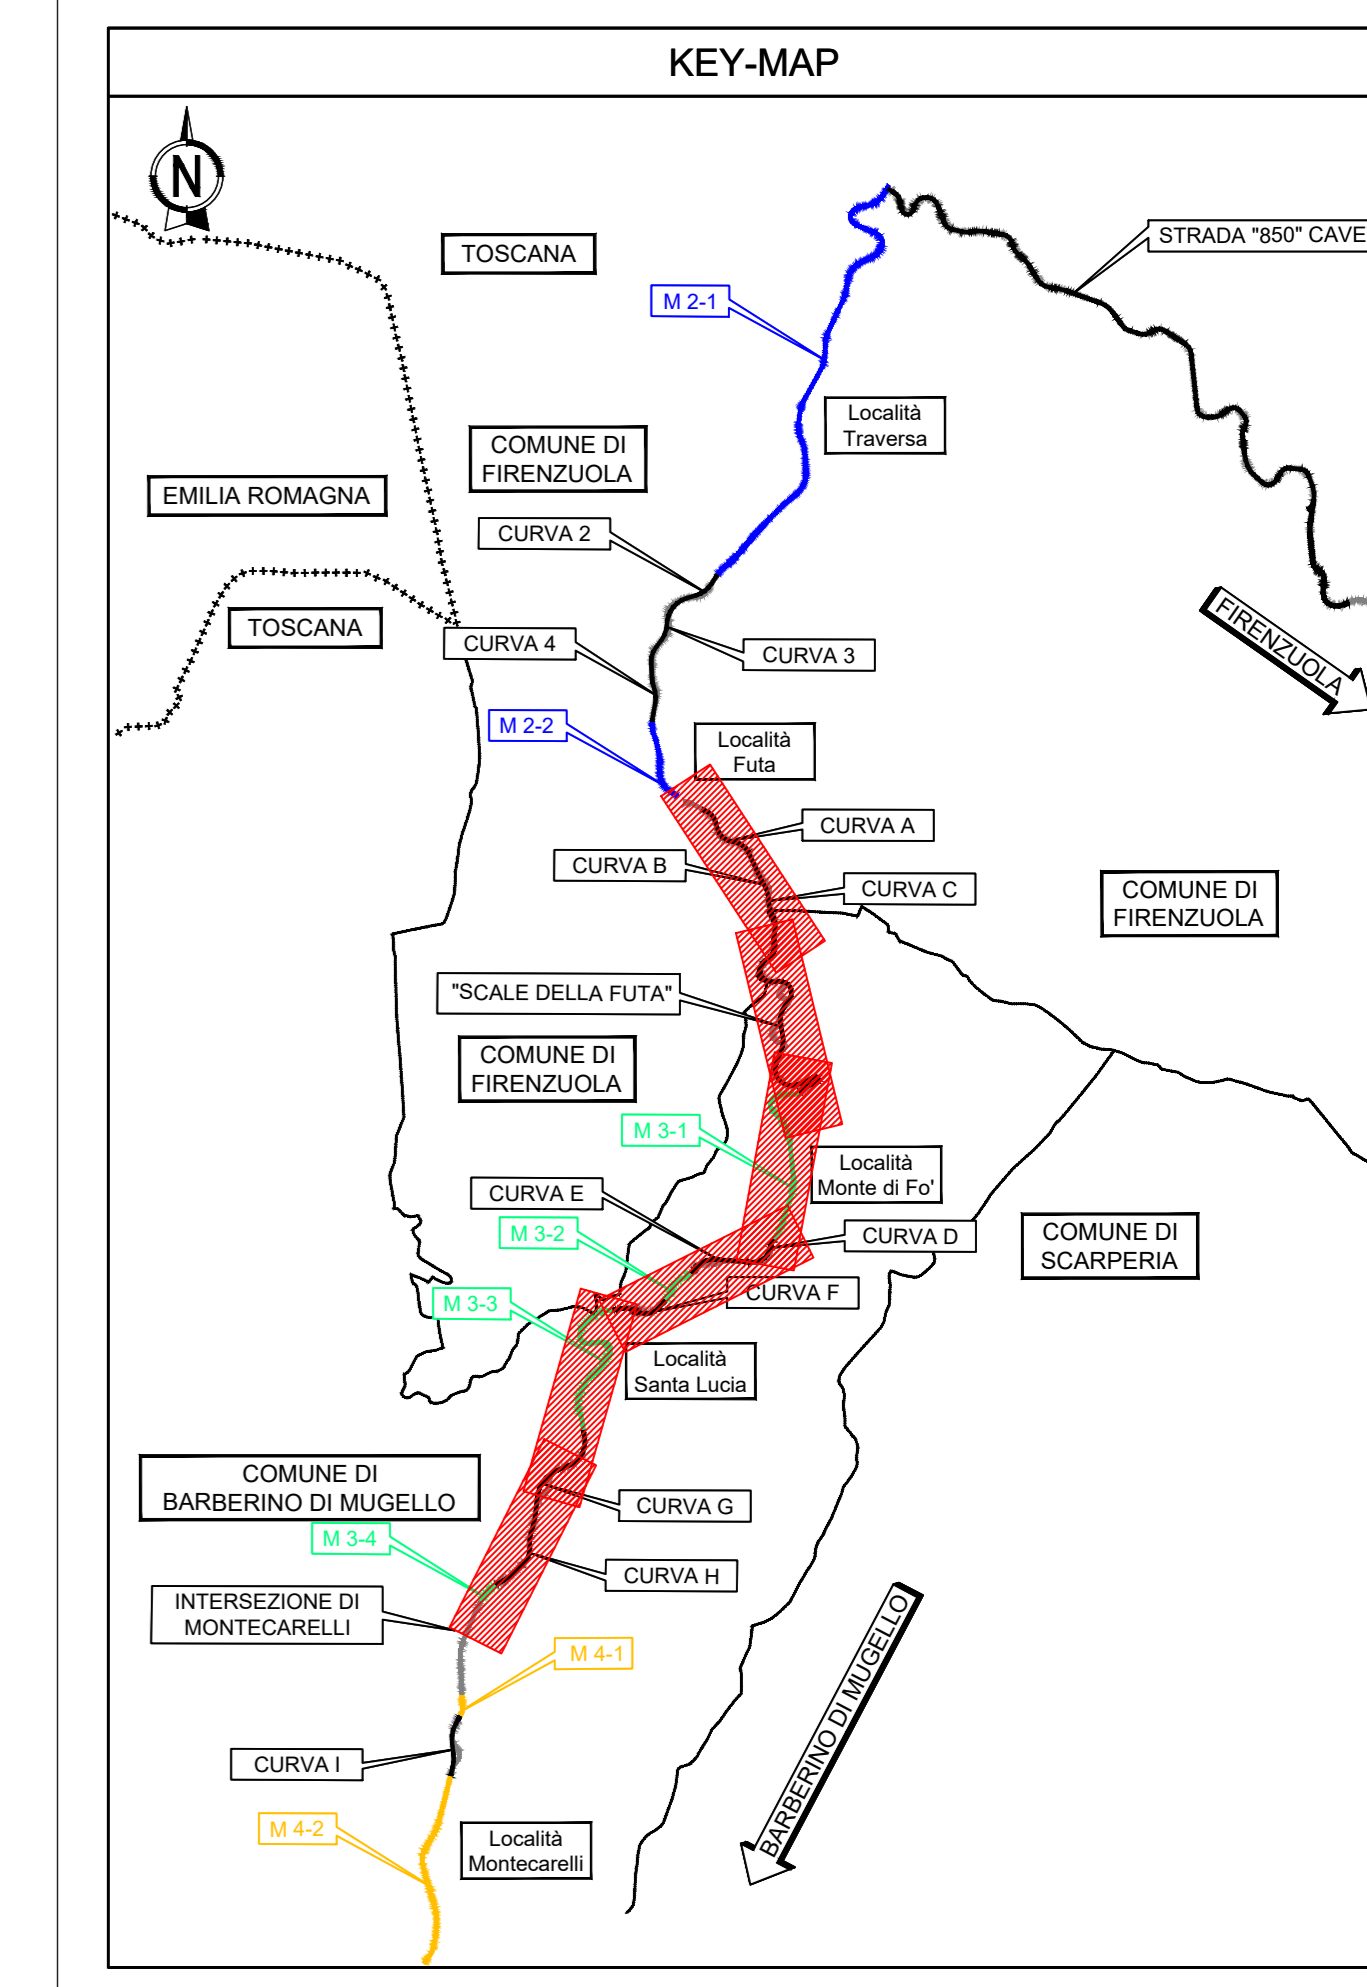 KEY-MAP
N
TOSCANA
STRADA "850" CAVE
M 2-1
Località
Traversa
COMUNE DI
FIRENZUOLA
EMILIA ROMAGNA
CURVA 2
TOSCANA
CURVA 4
CURVA 3
FIRENZUOLA
M 2-2
Località
Futa
CURVA A
CURVA B
CURVA C
COMUNE DI
FIRENZUOLA
"SCALE DELLA FUTA"
COMUNE DI
FIRENZUOLA
M 3-1
Località
Monte di Fo'
CURVA E
M 3-2
CURVA D
COMUNE DI
SCARPERIA
CURVA F
M 3-3
Località
Santa Lucia
COMUNE DI
BARBERINO DI MUGELLO
CURVA G
M 3-4
CURVA H
INTERSEZIONE DI
MONTECARELLI
M 4-1
BARBERINO DI MUGELLO
CURVA I
M 4-2
Località
Montecarelli